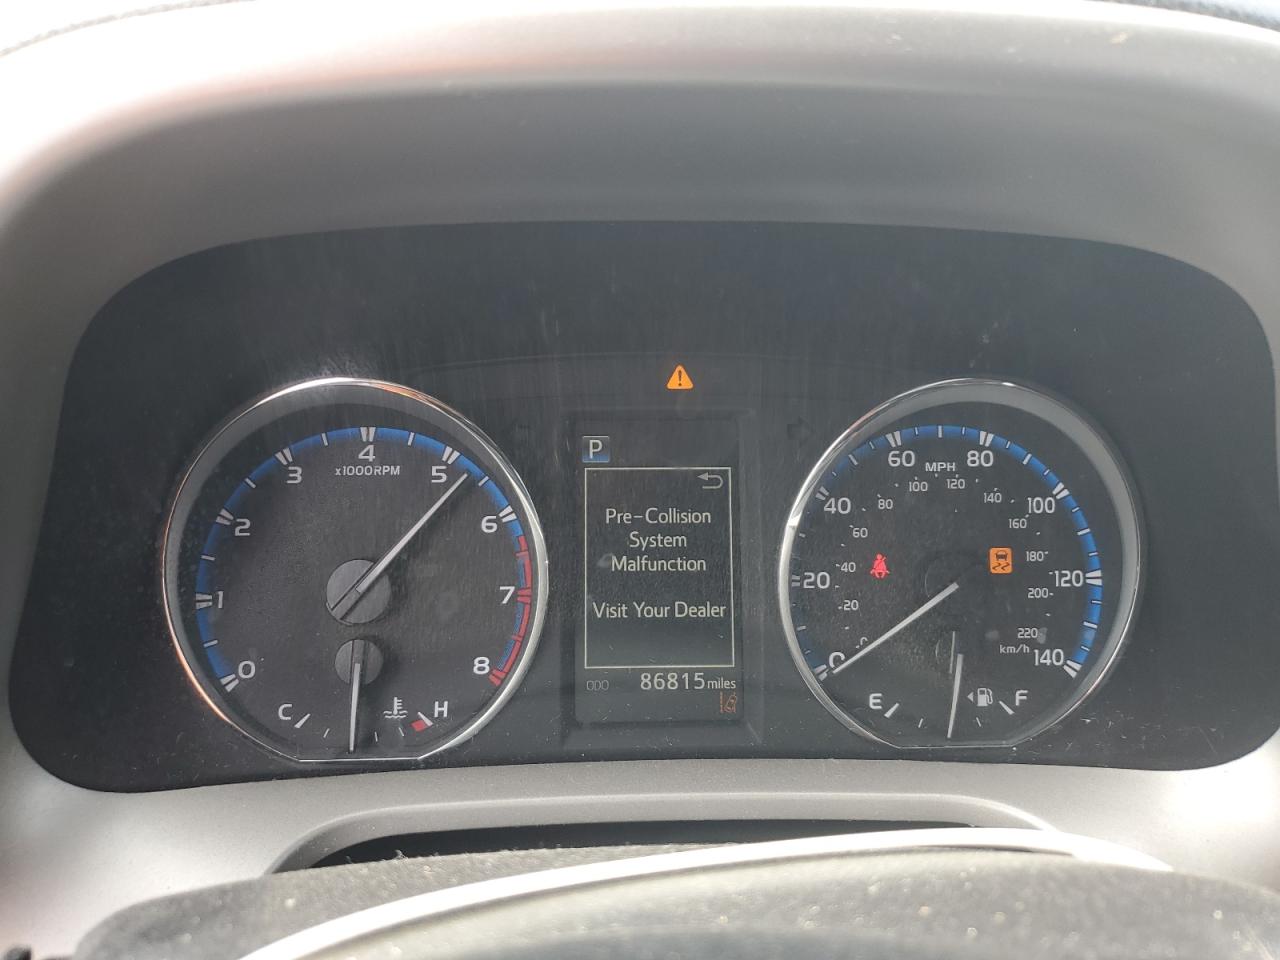 4
3
x1000RPM
5
2
6
1
7
0
8
C
H
P
Pre-Collision
System
Malfunction
Visit Your Dealer
ODO 86815 miles
60 MPH 80
100 120
80 140
40 100
60 160
40 180
20 120
20 200
0 220
0 km/h 140
E F